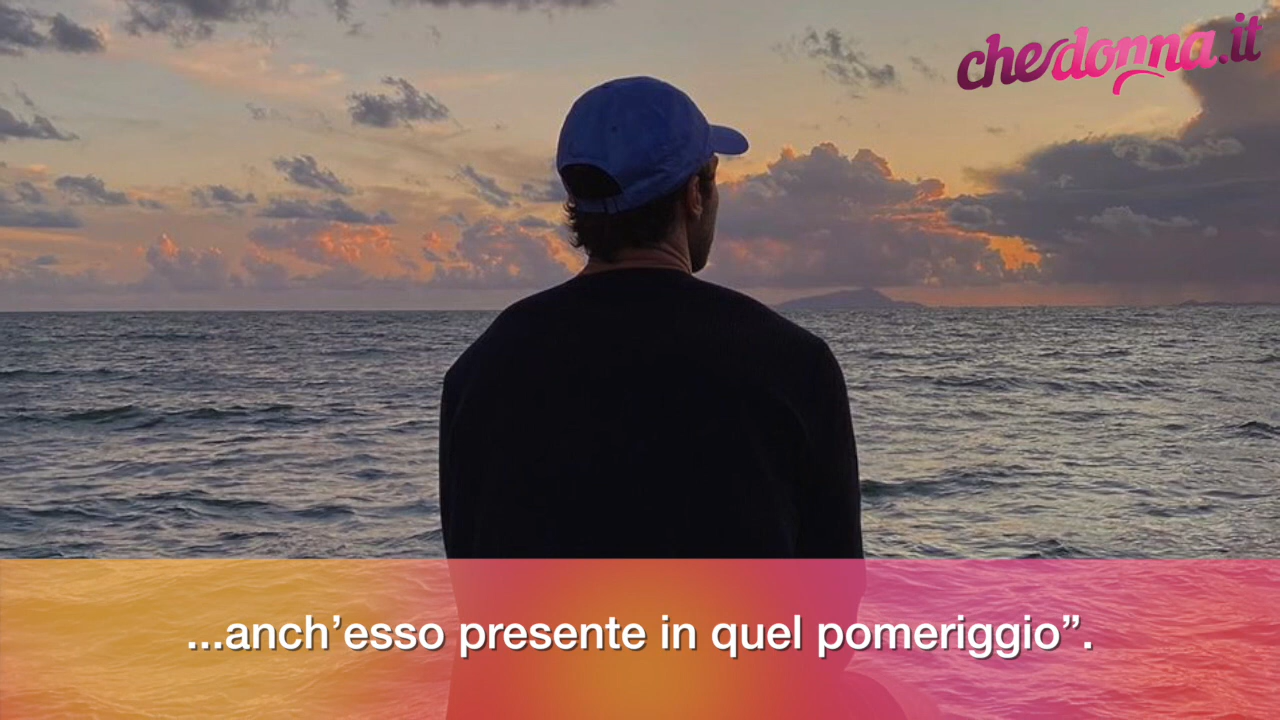 chedonna.it
...anch’esso presente in quel pomeriggio”.